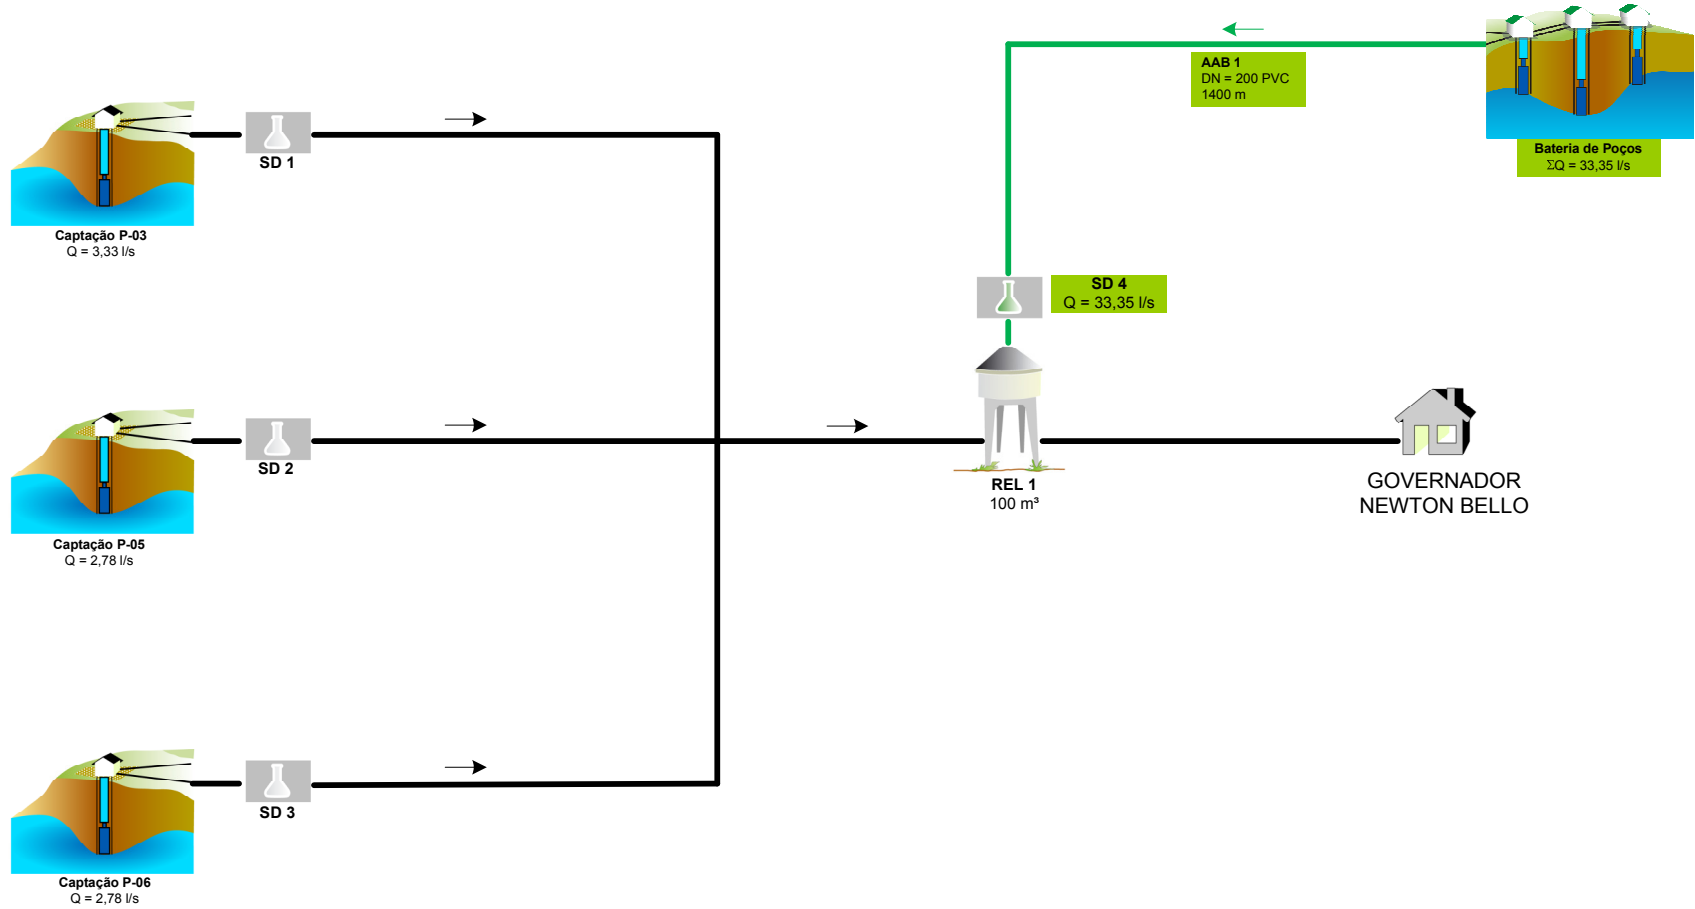 AAB 1
DN = 200 PVC
1400 m
Bateria de Poços
ΣQ = 33,35 l/s
SD 1
Captação P-03
Q = 3,33 l/s
SD 4
Q = 33,35 l/s
SD 2
REL 1
100 m³
GOVERNADOR
NEWTON BELLO
Captação P-05
Q = 2,78 l/s
SD 3
Captação P-06
Q = 2,78 l/s